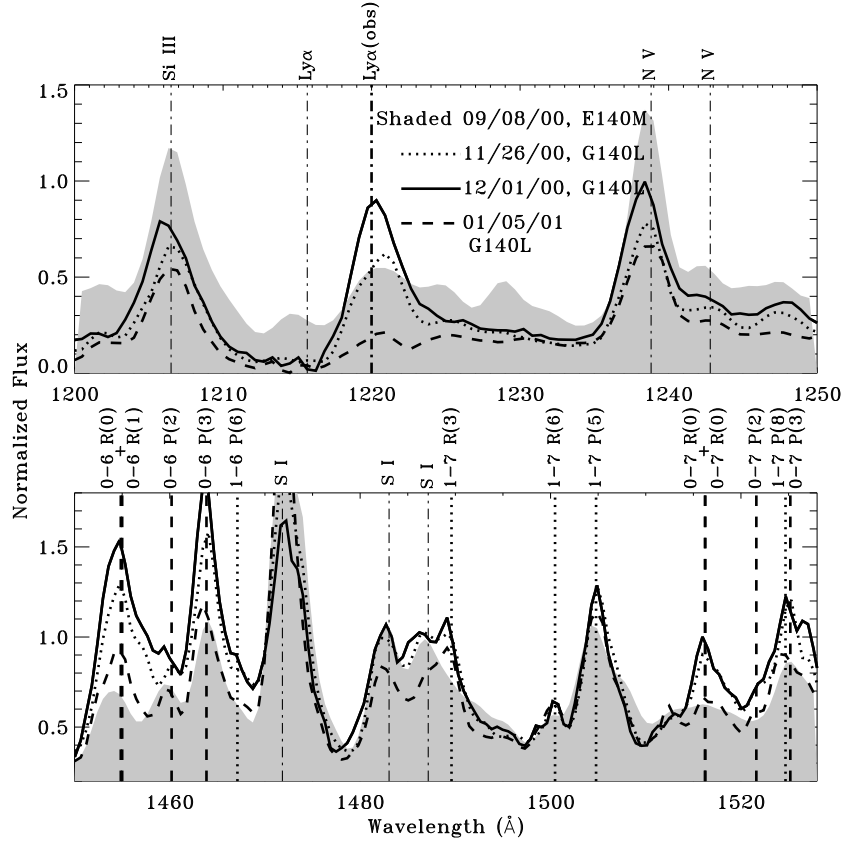 Si III
Lyα
Lyα(obs)
N V
N V
Normalized Flux
1.5
1.0
0.5
0.0
Shaded 09/08/00, E140M
11/26/00, G140L
12/01/00, G140L
01/05/01
G140L
1200
1210
1220
1230
1240
1250
0-6 R(0)
+
0-6 R(1)
0-6 P(2)
0-6 P(3)
1-6 P(6)
S I
S I
S I
1-7 R(3)
1-7 R(6)
1-7 P(5)
0-7 R(0)
+
0-7 R(0)
0-7 P(2)
1-7 P(8)
0-7 P(3)
1.5
1.0
0.5
1460
1480
1500
1520
Wavelength (Å)